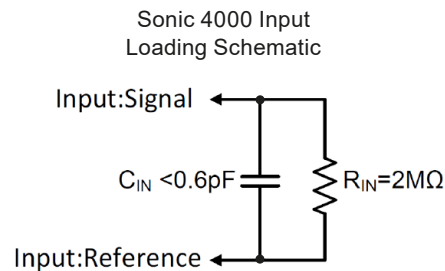 Sonic 4000 Input
Loading Schematic
Input:Signal
CIN <0.6pF
RIN=2MΩ
Input:Reference